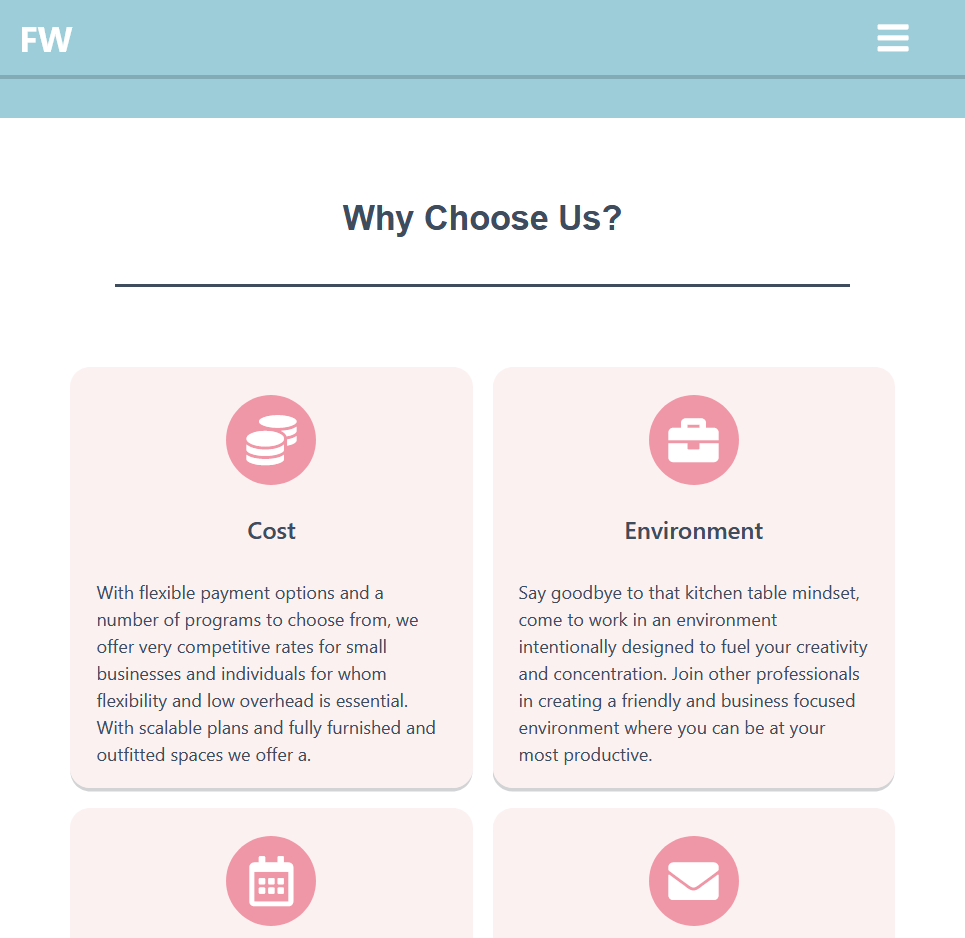 FW
Why Choose Us?
Cost
With flexible payment options and a
number of programs to choose from, we
offer very competitive rates for small
businesses and individuals for whom
flexibility and low overhead is essential.
With scalable plans and fully furnished and
outfitted spaces we offer a.
Environment
Say goodbye to that kitchen table mindset,
come to work in an environment
intentionally designed to fuel your creativity
and concentration. Join other professionals
in creating a friendly and business focused
environment where you can be at your
most productive.